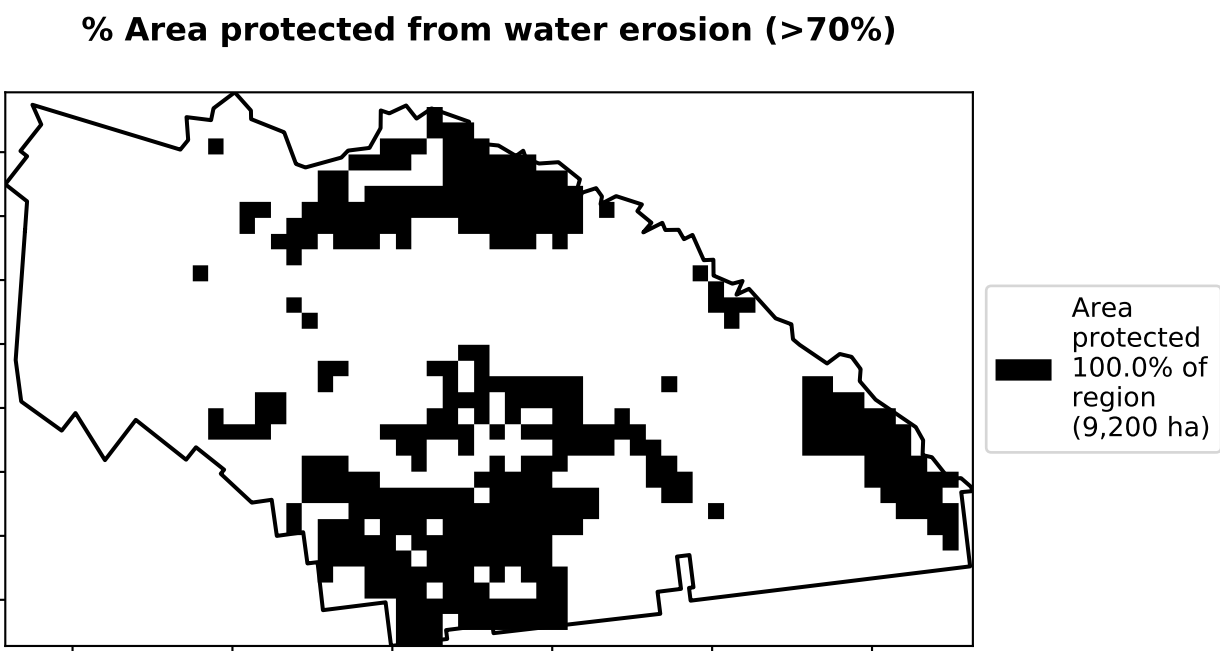 % Area protected from water erosion (>70%)
Area
protected
100.0% of
region
(9,200 ha)